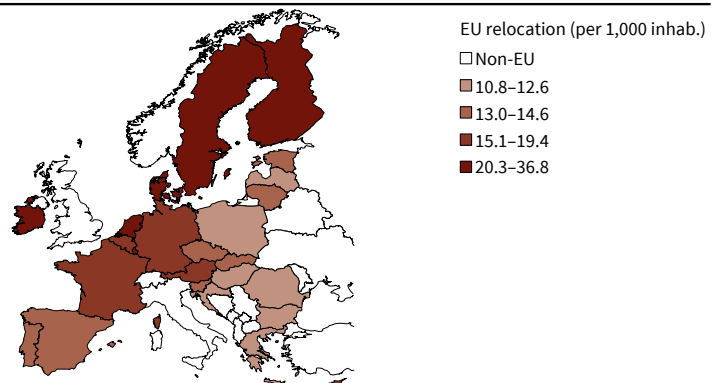 EU relocation (per 1,000 inhab.)
Non-EU
10.8–12.6
13.0–14.6
15.1–19.4
20.3–36.8